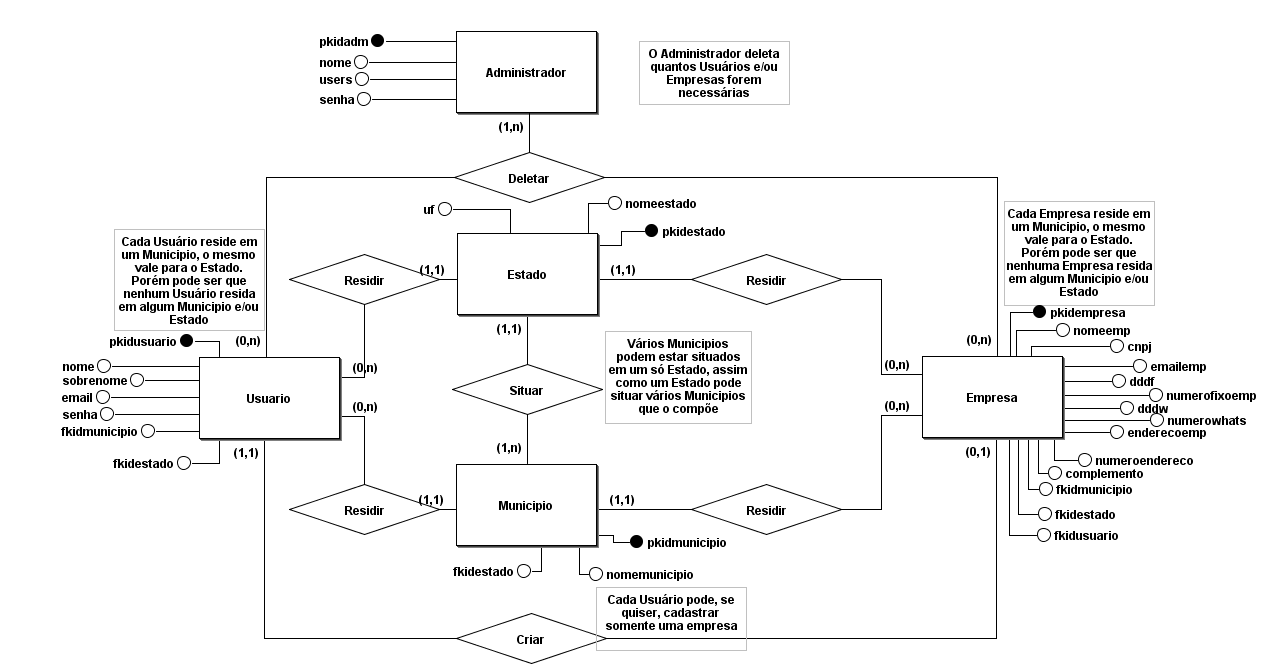 pkidadm
nome
users
senha
Administrador
O Administrador deleta
quantos Usuários e/ou
Empresas forem
necessárias
(1,n)
Deletar
uf
nomeestado
pkidestado
Cada Usuário reside em
um Municipio, o mesmo
vale para o Estado.
Porém pode ser que
nenhum Usuário resida
em algum Municipio e/ou
Estado
Cada Empresa reside em
um Municipio, o mesmo
vale para o Estado.
Porém pode ser que
nenhuma Empresa resida
em algum Municipio e/ou
Estado
Residir
(1,1)
Estado
(1,1)
Residir
(1,1)
pkidusuario
(0,n)
nome
sobrenome
email
senha
fkidmunicipio
fkidestado
Usuario
(0,n)
(0,n)
(1,1)
Situar
Vários Municipios
podem estar situados
em um só Estado, assim
como um Estado pode
situar vários Municipios
que o compõe
(0,n)
(0,n)
(0,n)
Empresa
(0,1)
pkidempresa
nomeemp
cnpj
emailemp
dddf
numerofixoemp
dddw
numerowhats
enderecoemp
numeroendereco
complemento
fkidmunicipio
fkidestado
fkidusuario
(1,n)
Residir
(1,1)
Municipio
(1,1)
Residir
pkidmunicipio
fkidestado
nomemunicipio
Cada Usuário pode, se
quiser, cadastrar
somente uma empresa
Criar